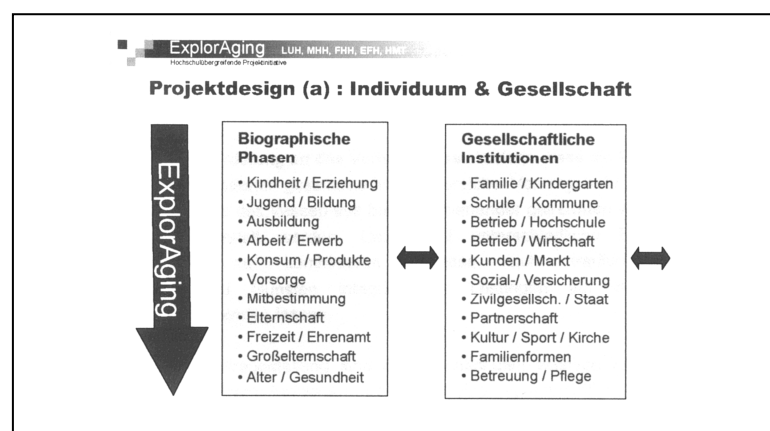 ExplorAging LUH, MHH, FHH, EFH, HMT
Hochschulübergreifende Projektinitiative
Projektdesign (a) : Individuum & Gesellschaft
ExplorAging
Biographische
Phasen
• Kindheit / Erziehung
• Jugend / Bildung
• Ausbildung
• Arbeit / Erwerb
• Konsum / Produkte
• Vorsorge
• Mitbestimmung
• Elternschaft
• Freizeit / Ehrenamt
• Großelternschaft
• Alter / Gesundheit
Gesellschaftliche
Institutionen
• Familie / Kindergarten
• Schule / Kommune
• Betrieb / Hochschule
• Betrieb / Wirtschaft
• Kunden / Markt
• Sozial-/ Versicherung
• Zivilgesellsch. / Staat
• Partnerschaft
• Kultur / Sport / Kirche
• Familienformen
• Betreuung / Pflege